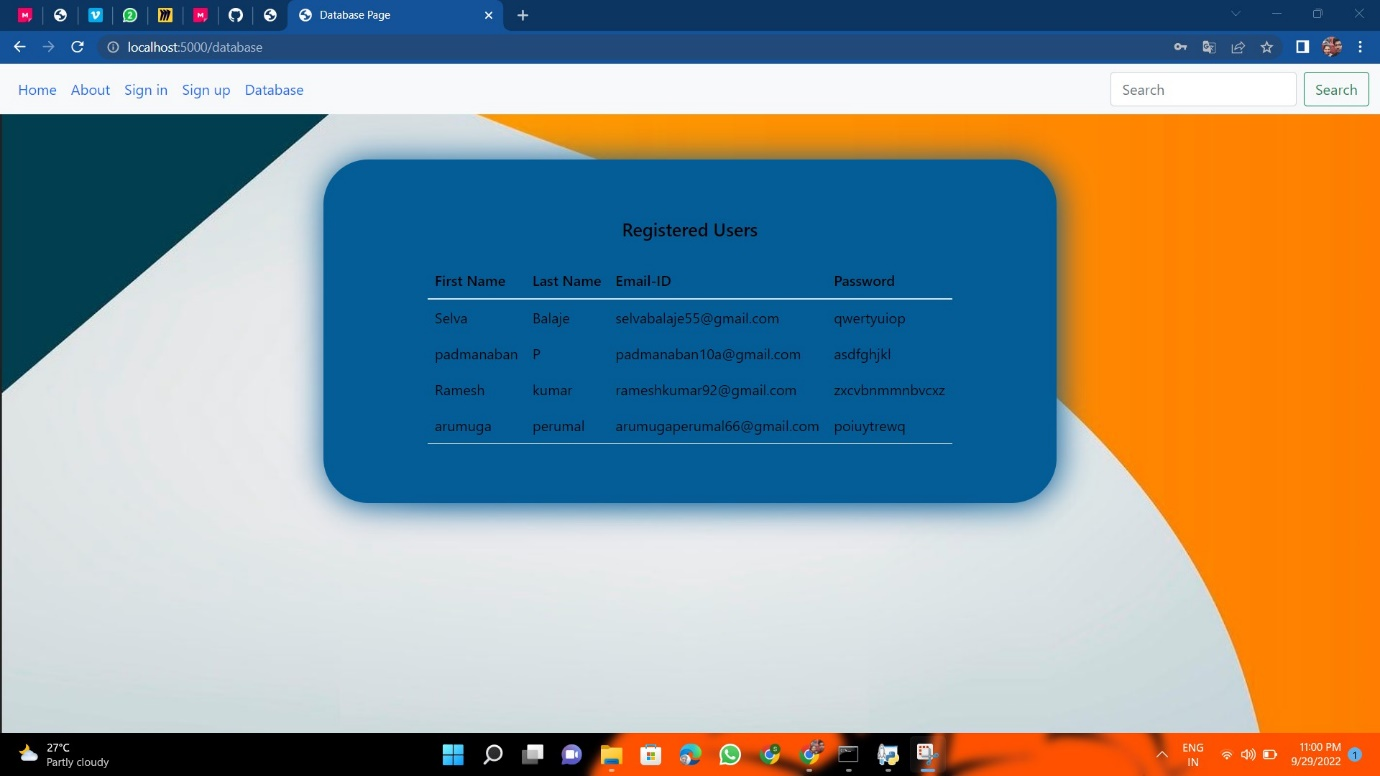 Database Page
localhost:5000/database
Home About Sign in Sign up Database Search Search
Registered Users
First Name Last Name Email-ID Password
Selva Balaje selvabalaje55@gmail.com qwertyuiop
padmanaban P padmanaban10a@gmail.com asdfghjkl
Ramesh kumar rameshkumar92@gmail.com zxcvbnmmnbvcxz
arumuga perumal arumugaperumal66@gmail.com poiuytrewq
27°C
Partly cloudy
ENG
IN
11:00 PM
9/29/2022
1